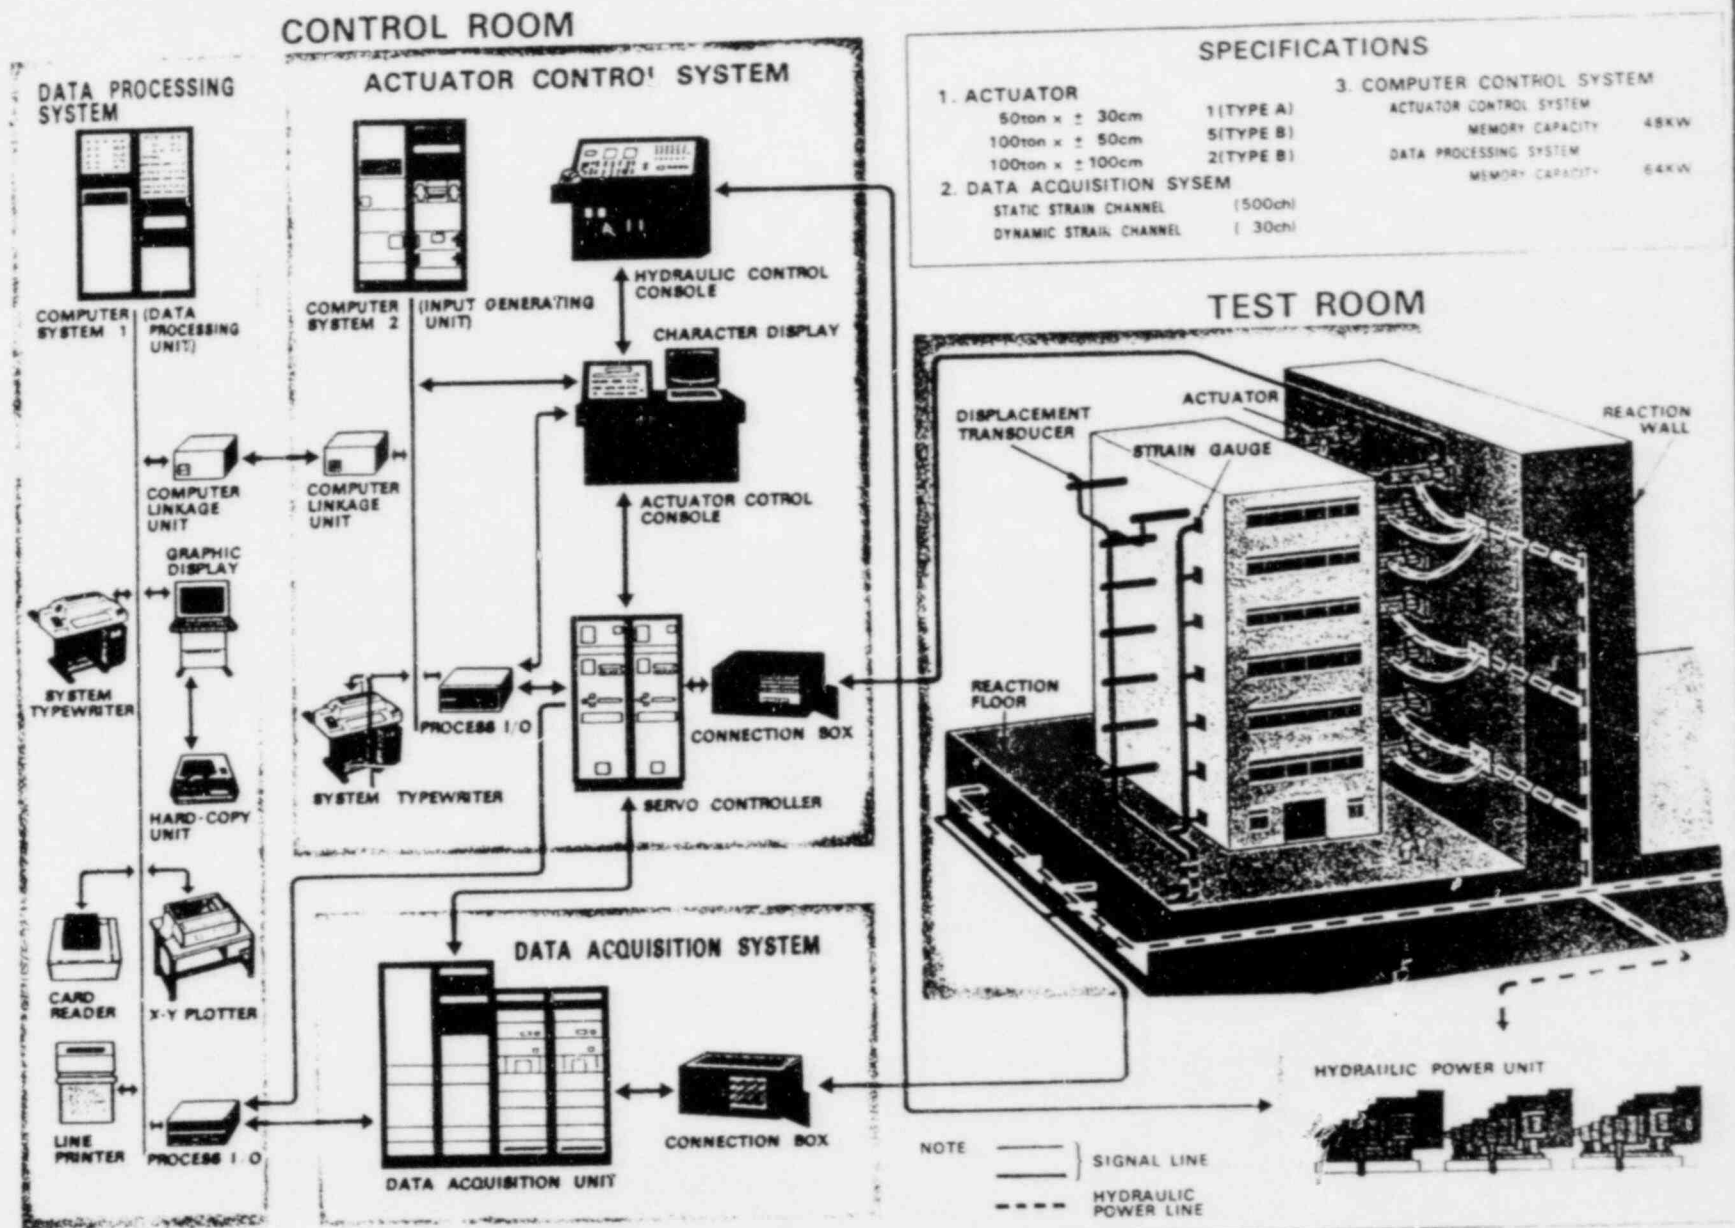 CONTROL ROOM
DATA PROCESSING
SYSTEM
COMPUTER
SYSTEM 1
(DATA
PROCESSING
UNIT)
COMPUTER
LINKAGE
UNIT
GRAPHIC
DISPLAY
SYSTEM
TYPEWRITER
HARD-COPY
UNIT
CARD
READER
X-Y PLOTTER
LINE
PRINTER
PROCESS I/O
ACTUATOR CONTROL SYSTEM
COMPUTER
SYSTEM 2
(INPUT GENERATING
UNIT)
HYDRAULIC CONTROL
CONSOLE
CHARACTER DISPLAY
COMPUTER
LINKAGE
UNIT
ACTUATOR COTROL
CONSOLE
PROCESS I/O
CONNECTION BOX
SYSTEM TYPEWRITER
SERVO CONTROLLER
DATA ACQUISITION SYSTEM
CONNECTION BOX
DATA ACQUISITION UNIT
SPECIFICATIONS
1. ACTUATOR
50ton x ± 30cm 1(TYPE A)
100ton x ± 50cm 5(TYPE B)
100ton x ± 100cm 2(TYPE B)
2. DATA ACQUISITION SYSEM
STATIC STRAIN CHANNEL (500ch)
DYNAMIC STRAIN CHANNEL ( 30ch)
3. COMPUTER CONTROL SYSTEM
ACTUATOR CONTROL SYSTEM
MEMORY CAPACITY 48KW
DATA PROCESSING SYSTEM
MEMORY CAPACITY 64KW
TEST ROOM
ACTUATOR
DISPLACEMENT
TRANSDUCER
STRAIN GAUGE
REACTION
WALL
REACTION
FLOOR
HYDRAULIC POWER UNIT
NOTE
SIGNAL LINE
HYDRAULIC
POWER LINE